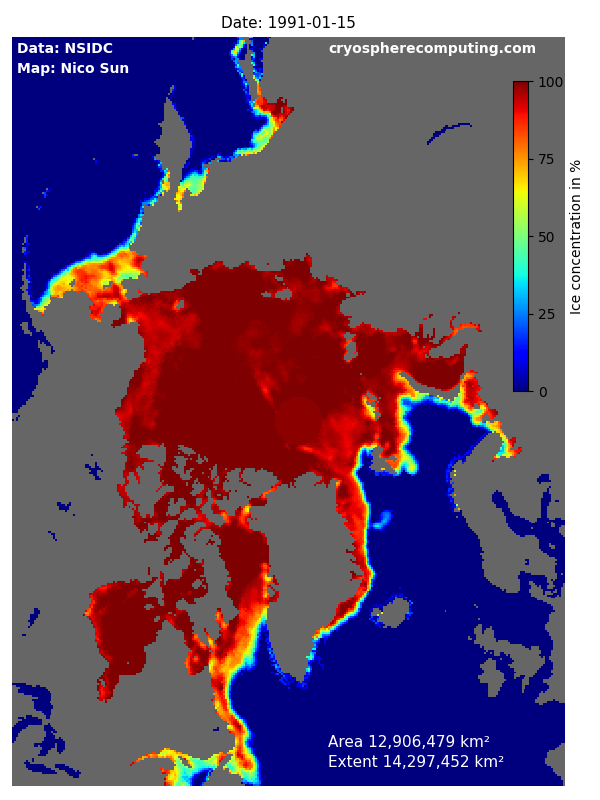 Date: 1991-01-15
Data: NSIDC
Map: Nico Sun
cryospherecomputing.com
100
75
50
25
0
Ice concentration in %
Area 12,906,479 km²
Extent 14,297,452 km²